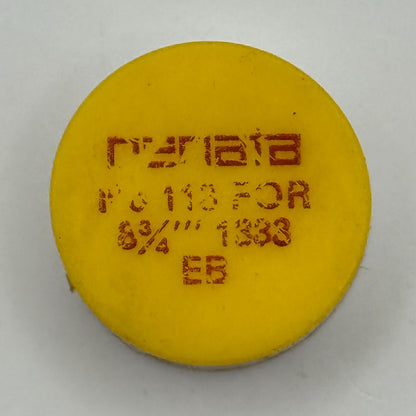 renata
No 118 FOR
8¾''' 1333
EB